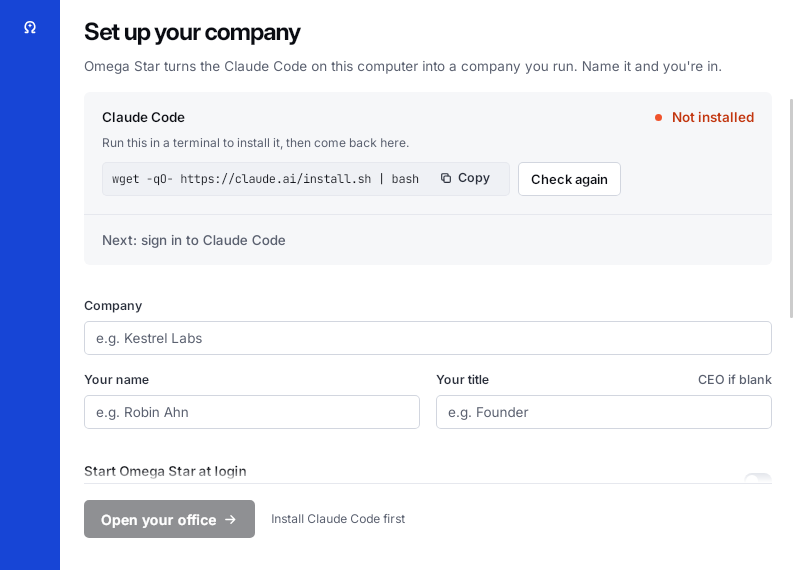 Set up your company
Omega Star turns the Claude Code on this computer into a company you run. Name it and you're in.
Claude Code
Not installed
Run this in a terminal to install it, then come back here.
wget -qO- https://claude.ai/install.sh | bash
Copy
Check again
Next: sign in to Claude Code
Company
e.g. Kestrel Labs
Your name
Your title
CEO if blank
e.g. Robin Ahn
e.g. Founder
Start Omega Star at login
Open your office →
Install Claude Code first